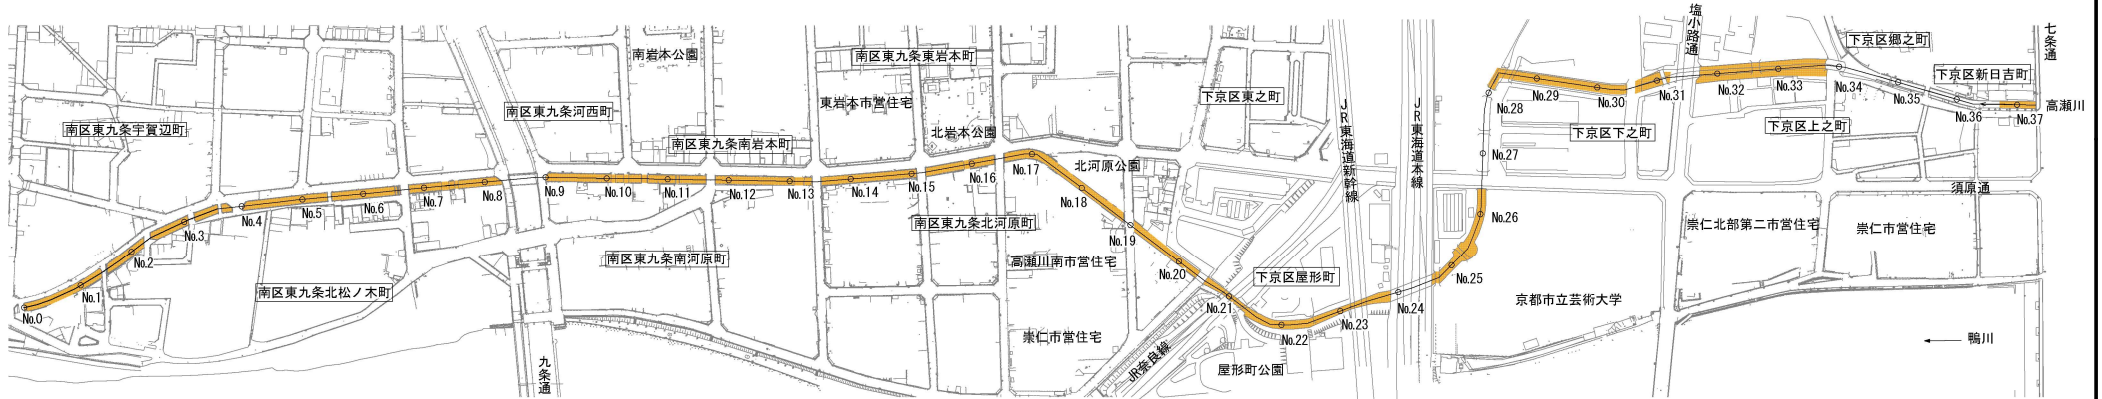 塩小路通
七条通
下京区郷之町
下京区新日吉町
高瀬川
南岩本公園
南区東九条東岩本町
東岩本市営住宅
北岩本公園
下京区東之町
JR東海道新幹線
JR東海道本線
南区東九条河西町
南区東九条宇賀辺町
南区東九条南岩本町
北河原公園
下京区下之町
下京区上之町
須原通
南区東九条北河原町
崇仁北部第二市営住宅
崇仁市営住宅
南区東九条南河原町
高瀬川南市営住宅
下京区屋形町
南区東九条北松ノ木町
京都市立芸術大学
崇仁市営住宅
鴨川
九条通
JR奈良線
屋形町公園
No.0
No.1
No.2
No.3
No.4
No.5
No.6
No.7
No.8
No.9
No.10
No.11
No.12
No.13
No.14
No.15
No.16
No.17
No.18
No.19
No.20
No.21
No.22
No.23
No.24
No.25
No.26
No.27
No.28
No.29
No.30
No.31
No.32
No.33
No.34
No.35
No.36
No.37